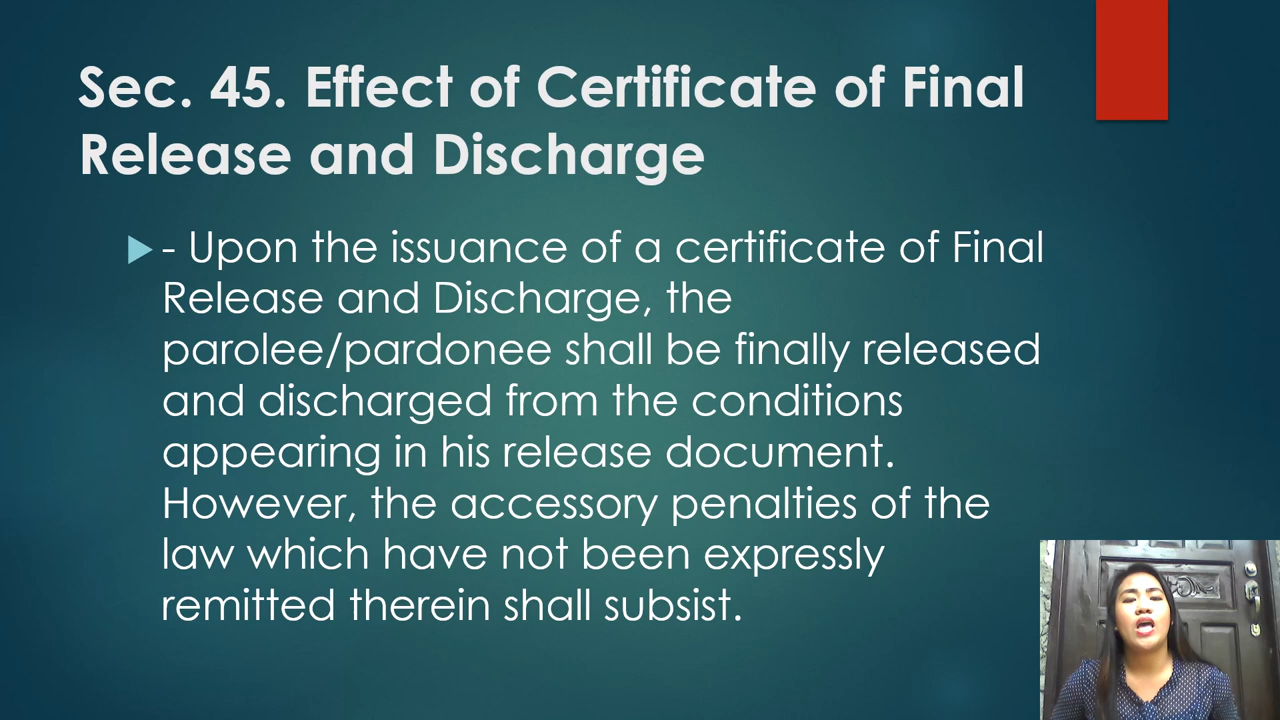 Sec. 45. Effect of Certificate of Final
Release and Discharge
- Upon the issuance of a certificate of Final
Release and Discharge, the
parolee/pardonee shall be finally released
and discharged from the conditions
appearing in his release document.
However, the accessory penalties of the
law which have not been expressly
remitted therein shall subsist.